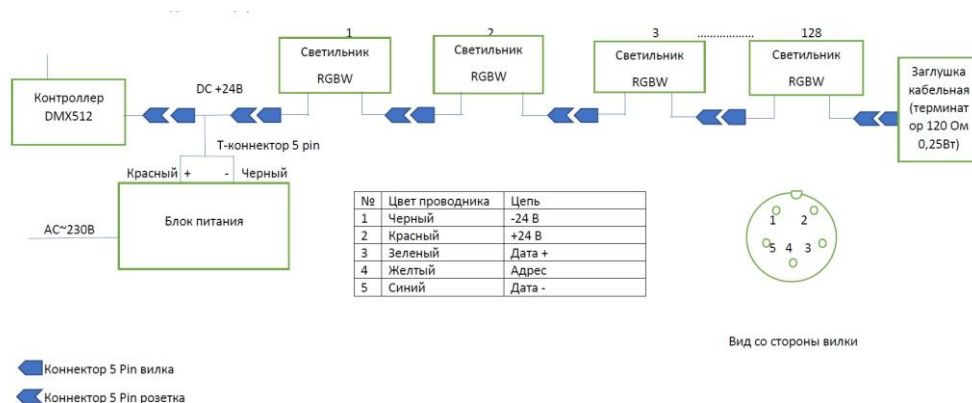 1
2
3
.................
128
Светильник
RGBW
Светильник
RGBW
Светильник
RGBW
Светильник
RGBW
Контроллер
DMX512
DC +24В
Заглушка
кабельная
(терминат
ор 120 Ом
0,25Вт)
Т-коннектор 5 pin
Красный + - Черный
Блок питания
AC~230В
№ Цвет проводника Цепь
1 Черный -24 В
2 Красный +24 В
3 Зеленый Дата +
4 Желтый Адрес
5 Синий Дата -
1 2
5 4 3
Вид со стороны вилки
Коннектор 5 Pin вилка
Коннектор 5 Pin розетка